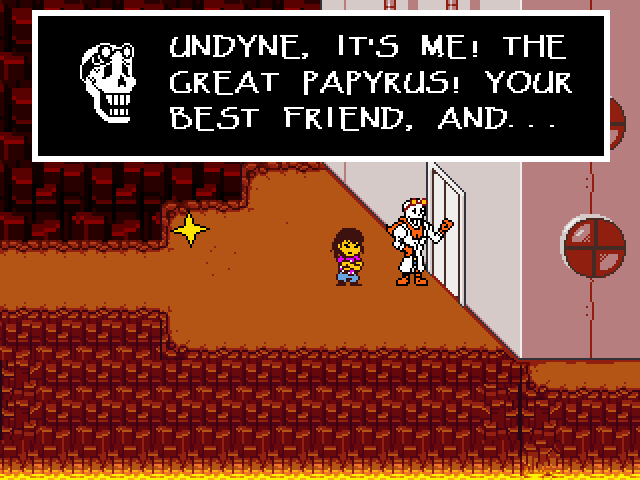 UNDYNE, IT'S ME! THE
GREAT PAPYRUS! YOUR
BEST FRIEND, AND...